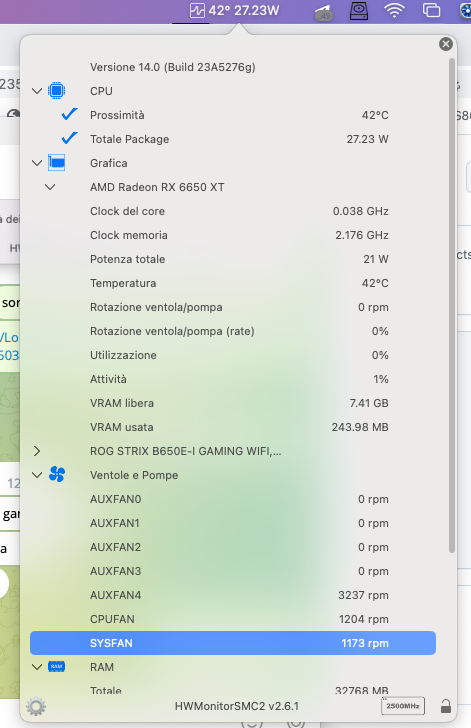 42° 27.23W
Versione 14.0 (Build 23A5276g)
CPU
Prossimità 42°C
Totale Package 27.23 W
Grafica
AMD Radeon RX 6650 XT
Clock del core 0.038 GHz
Clock memoria 2.176 GHz
Potenza totale 21 W
Temperatura 42°C
Rotazione ventola/pompa 0 rpm
Rotazione ventola/pompa (rate) 0%
Utilizzazione 0%
Attività 1%
VRAM libera 7.41 GB
VRAM usata 243.98 MB
ROG STRIX B650E-I GAMING WIFI,...
Ventole e Pompe
AUXFAN0 0 rpm
AUXFAN1 0 rpm
AUXFAN2 0 rpm
AUXFAN3 0 rpm
AUXFAN4 3237 rpm
CPUFAN 1204 rpm
SYSFAN 1173 rpm
RAM RAM
Totale 32768 MB
HWMonitorSMC2 v2.6.1 2500MHz